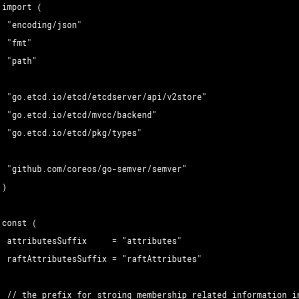 import (
"encoding/json"
"fmt"
"path"
"go.etcd.io/etcd/etcdserver/api/v2store"
"go.etcd.io/etcd/mvcc/backend"
"go.etcd.io/etcd/pkg/types"
"github.com/coreos/go-semver/semver"
)
const (
attributesSuffix     = "attributes"
raftAttributesSuffix = "raftAttributes"
// the prefix for stroing membership related information in